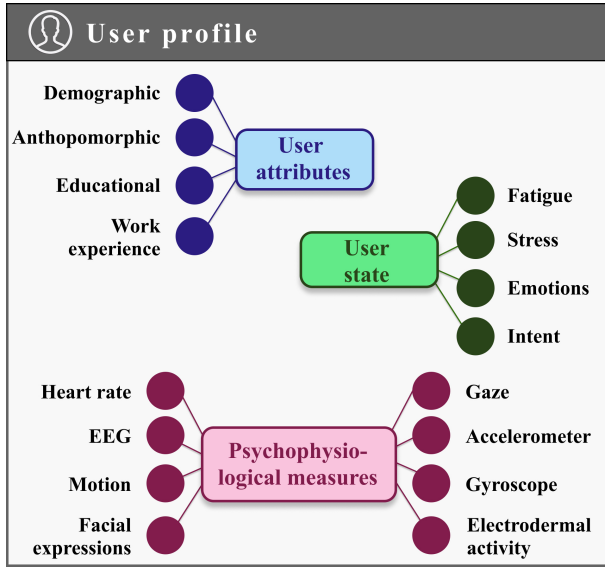 User profile
Demographic
Anthopomorphic
Educational
Work
experience
User
attributes
User
state
Fatigue
Stress
Emotions
Intent
Heart rate
EEG
Motion
Facial
expressions
Psychophysio-
logical measures
Gaze
Accelerometer
Gyroscope
Electrodermal
activity